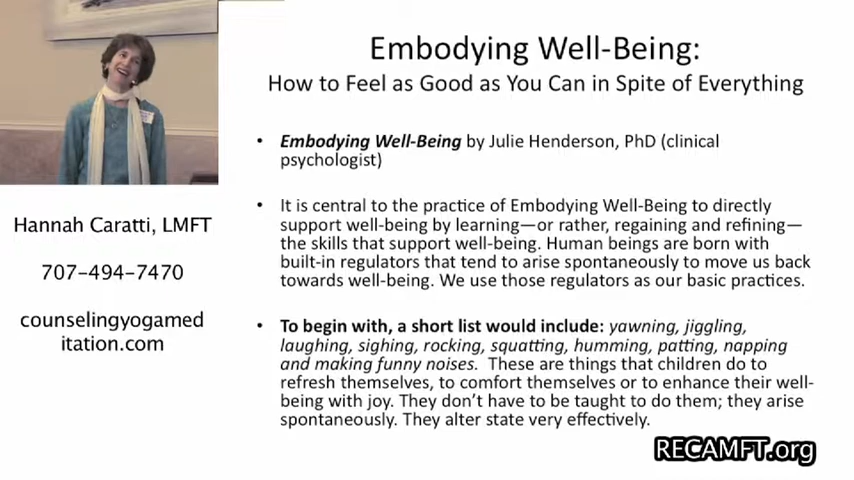 Embodying Well-Being:
How to Feel as Good as You Can in Spite of Everything
• Embodying Well-Being by Julie Henderson, PhD (clinical
psychologist)
• It is central to the practice of Embodying Well-Being to directly
support well-being by learning—or rather, regaining and refining—
the skills that support well-being. Human beings are born with
built-in regulators that tend to arise spontaneously to move us back
towards well-being. We use those regulators as our basic practices.
• To begin with, a short list would include: yawning, jiggling,
laughing, sighing, rocking, squatting, humming, patting, napping
and making funny noises. These are things that children do to
refresh themselves, to comfort themselves or to enhance their well-
being with joy. They don't have to be taught to do them; they arise
spontaneously. They alter state very effectively.
Hannah Caratti, LMFT
707-494-7470
counselingyogamed
itation.com
RECAMFT.org